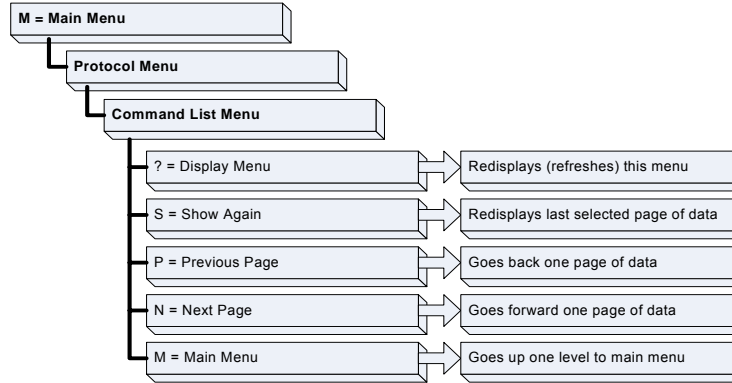 M = Main Menu
Protocol Menu
Command List Menu
? = Display Menu
Redisplays (refreshes) this menu
S = Show Again
Redisplays last selected page of data
P = Previous Page
Goes back one page of data
N = Next Page
Goes forward one page of data
M = Main Menu
Goes up one level to main menu